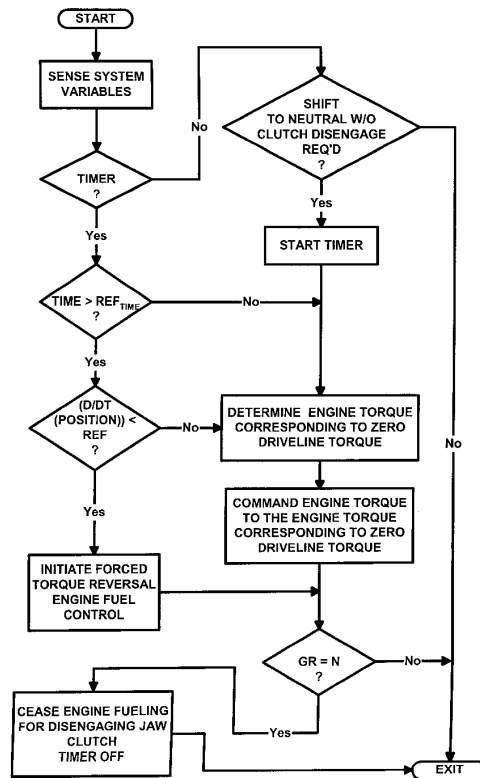 START
SENSE SYSTEM
VARIABLES
No
SHIFT
TO NEUTRAL W/O
CLUTCH DISENGAGE
REQ'D
?
TIMER
?
Yes
Yes
START TIMER
TIME > REF_TIME
?
No
Yes
(D/DT
(POSITION)) <
REF
?
No
DETERMINE ENGINE TORQUE
CORRESPONDING TO ZERO
DRIVELINE TORQUE
No
Yes
COMMAND ENGINE TORQUE
TO THE ENGINE TORQUE
CORRESPONDING TO ZERO
DRIVELINE TORQUE
INITIATE FORCED
TORQUE REVERSAL
ENGINE FUEL
CONTROL
GR = N
?
No
Yes
CEASE ENGINE FUELING
FOR DISENGAGING JAW
CLUTCH
TIMER OFF
EXIT